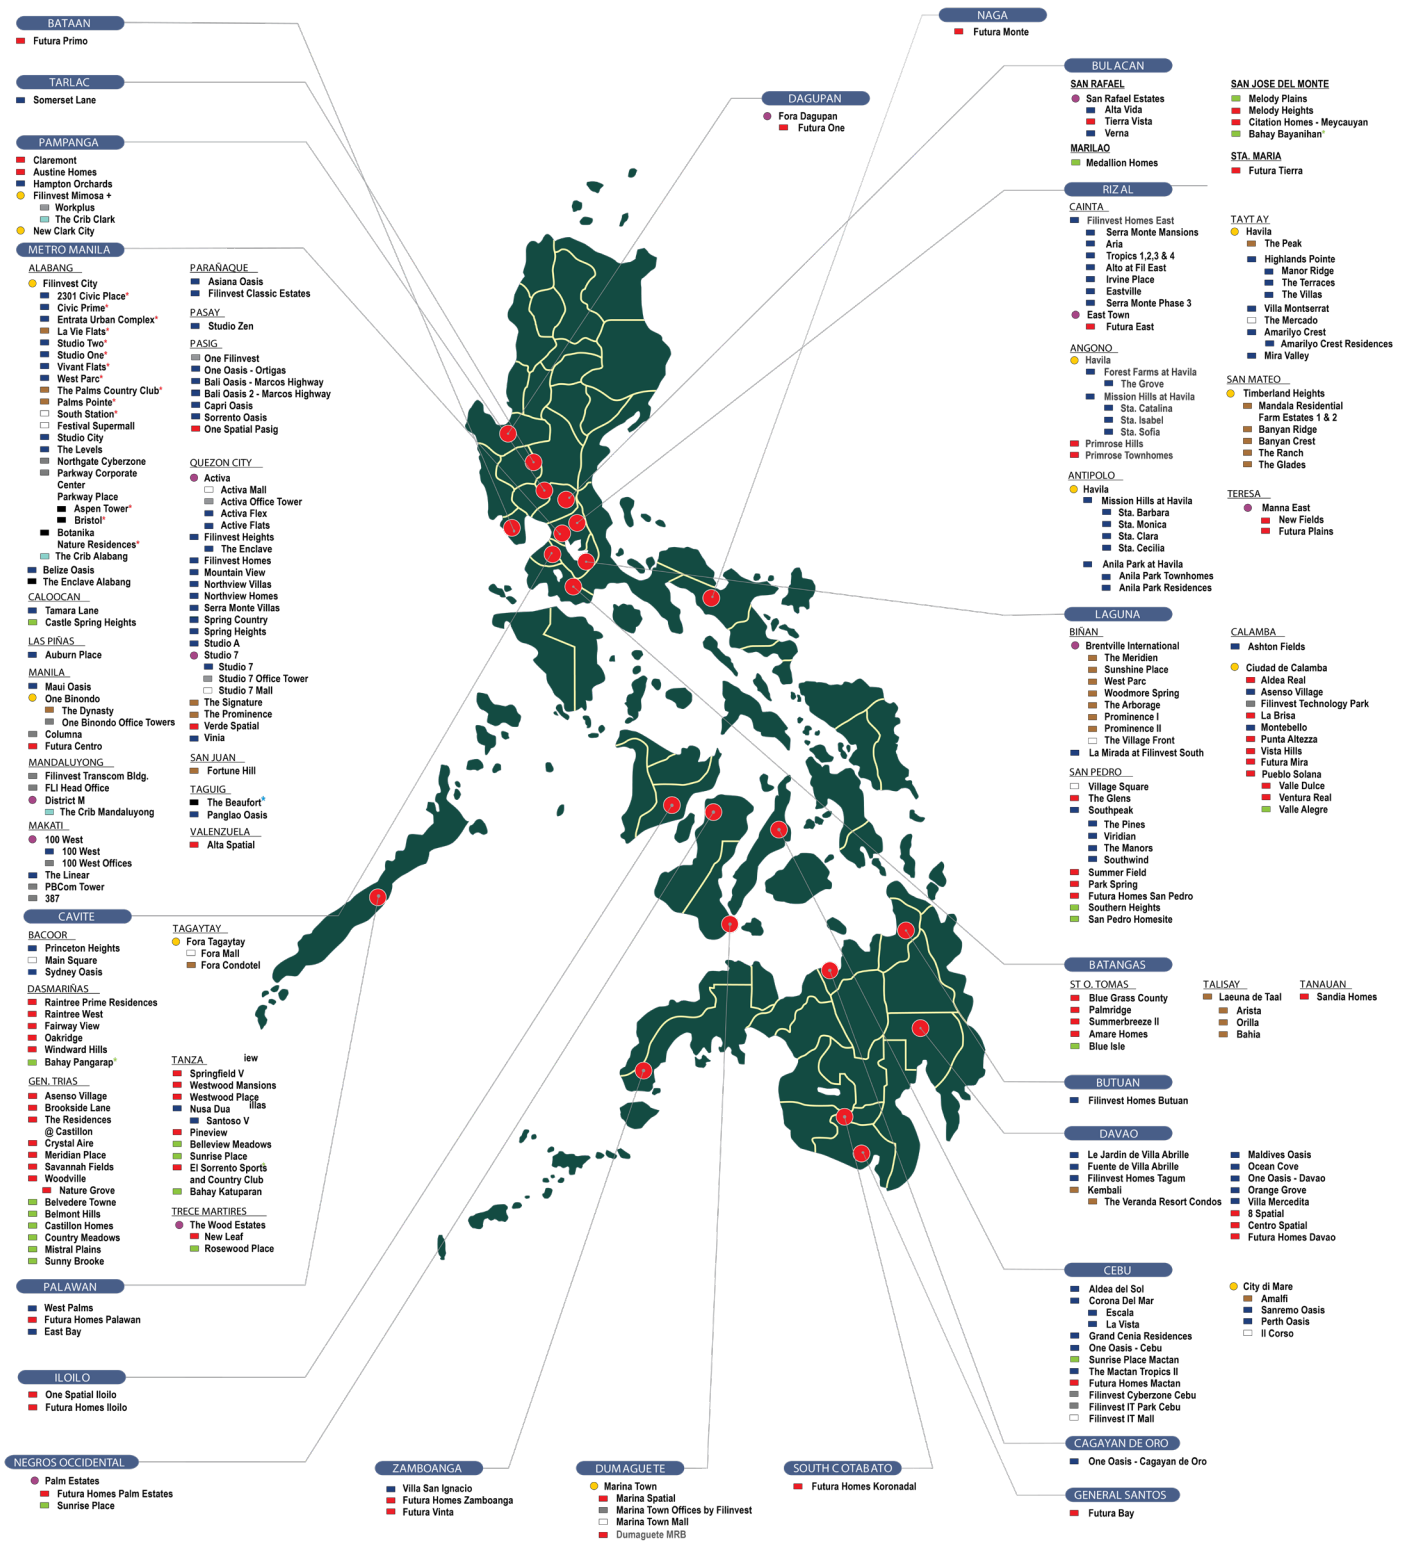 BATAAN
Futura Primo
TARLAC
Somerset Lane
PAMPANGA
Claremont
Austine Homes
Hampton Orchards
Filinvest Mimosa +
Workplus
The Crib Clark
New Clark City
METRO MANILA
ALABANG
Filinvest City
2301 Civic Place*
Civic Prime*
Entrata Urban Complex*
La Vie Flats*
Studio Two*
Studio One*
Vivant Flats*
West Parc*
The Palms Country Club*
Palms Pointe*
South Station*
Festival Supermall
Studio City
The Levels
Northgate Cyberzone
Parkway Corporate
Center
Parkway Place
Aspen Tower*
Bristol*
Botanika
Nature Residences*
The Crib Alabang
Belize Oasis
The Enclave Alabang
CALOOCAN
Tamara Lane
Castle Spring Heights
LAS PIÑAS
Auburn Place
MANILA
Maui Oasis
One Binondo
The Dynasty
One Binondo Office Towers
Columna
Futura Centro
MANDALUYONG
Filinvest Transcom Bldg.
FLI Head Office
District M
The Crib Mandaluyong
MAKATI
100 West
100 West
100 West Offices
The Linear
PBCom Tower
387
PARAÑAQUE
Asiana Oasis
Filinvest Classic Estates
PASAY
Studio Zen
PASIG
One Filinvest
One Oasis - Ortigas
Bali Oasis - Marcos Highway
Bali Oasis 2 - Marcos Highway
Capri Oasis
Sorrento Oasis
One Spatial Pasig
QUEZON CITY
Activa
Activa Mall
Activa Office Tower
Activa Flex
Active Flats
Filinvest Heights
The Enclave
Filinvest Homes
Mountain View
Northview Villas
Northview Homes
Serra Monte Villas
Spring Country
Spring Heights
Studio A
Studio 7
Studio 7
Studio 7 Office Tower
Studio 7 Mall
The Signature
The Prominence
Verde Spatial
Vinia
SAN JUAN
Fortune Hill
TAGUIG
The Beaufort*
Panglao Oasis
VALENZUELA
Alta Spatial
CAVITE
BACOOR
Princeton Heights
Main Square
Sydney Oasis
DASMARIÑAS
Raintree Prime Residences
Raintree West
Fairway View
Oakridge
Windward Hills
Bahay Pangarap*
GEN. TRIAS
Asenso Village
Brookside Lane
The Residences
@ Castillon
Crystal Aire
Meridian Place
Savannah Fields
Woodville
Nature Grove
Belvedere Towne
Belmont Hills
Castillon Homes
Country Meadows
Mistral Plains
Sunny Brooke
TAGAYTAY
Fora Tagaytay
Fora Mall
Fora Condotel
TANZA
iew
Springfield V
Westwood Mansions
Westwood Place
illas
Nusa Dua
Santoso V
Pineview
Belleview Meadows
Sunrise Place
El Sorrento Sports
and Country Club
Bahay Katuparan
TRECE MARTIRES
The Wood Estates
New Leaf
Rosewood Place
PALAWAN
West Palms
Futura Homes Palawan
East Bay
ILOILO
One Spatial Iloilo
Futura Homes Iloilo
NEGROS OCCIDENTAL
Palm Estates
Futura Homes Palm Estates
Sunrise Place
ZAMBOANGA
Villa San Ignacio
Futura Homes Zamboanga
Futura Vinta
DUMAGUETE
Marina Town
Marina Spatial
Marina Town Offices by Filinvest
Marina Town Mall
Dumaguete MRB
SOUTH COTABATO
Futura Homes Koronadal
DAGUPAN
Fora Dagupan
Futura One
NAGA
Futura Monte
BULACAN
SAN RAFAEL
San Rafael Estates
Alta Vida
Tierra Vista
Verna
MARILAO
Medallion Homes
SAN JOSE DEL MONTE
Melody Plains
Melody Heights
Citation Homes - Meycauyan
Bahay Bayanihan*
STA. MARIA
Futura Tierra
RIZAL
CAINTA
Filinvest Homes East
Serra Monte Mansions
Aria
Tropics 1,2,3 & 4
Alto at Fil East
Irvine Place
Eastville
Serra Monte Phase 3
East Town
Futura East
ANGONO
Havila
Forest Farms at Havila
The Grove
Mission Hills at Havila
Sta. Catalina
Sta. Isabel
Sta. Sofia
Primrose Hills
Primrose Townhomes
ANTIPOLO
Havila
Mission Hills at Havila
Sta. Barbara
Sta. Monica
Sta. Clara
Sta. Cecilia
Anila Park at Havila
Anila Park Townhomes
Anila Park Residences
TAYTAY
Havila
The Peak
Highlands Pointe
Manor Ridge
The Terraces
The Villas
Villa Montserrat
The Mercado
Amarilyo Crest
Amarilyo Crest Residences
Mira Valley
SAN MATEO
Timberland Heights
Mandala Residential
Farm Estates 1 & 2
Banyan Ridge
Banyan Crest
The Ranch
The Glades
TERESA
Manna East
New Fields
Futura Plains
LAGUNA
BIÑAN
Brentville International
The Meridien
Sunshine Place
West Parc
Woodmore Spring
The Arborage
Prominence I
Prominence II
The Village Front
La Mirada at Filinvest South
SAN PEDRO
Village Square
The Glens
Southpeak
The Pines
Viridian
The Manors
Southwind
Summer Field
Park Spring
Futura Homes San Pedro
Southern Heights
San Pedro Homesite
CALAMBA
Ashton Fields
Ciudad de Calamba
Aldea Real
Asenso Village
Filinvest Technology Park
La Brisa
Montebello
Punta Altezza
Vista Hills
Futura Mira
Pueblo Solana
Valle Dulce
Ventura Real
Valle Alegre
BATANGAS
STO. TOMAS
Blue Grass County
Palmridge
Summerbreeze II
Amare Homes
Blue Isle
TALISAY
Laeuna de Taal
Arista
Orilla
Bahia
TANAUAN
Sandia Homes
BUTUAN
Filinvest Homes Butuan
DAVAO
Le Jardin de Villa Abrille
Fuente de Villa Abrille
Filinvest Homes Tagum
Kembali
The Veranda Resort Condos
Maldives Oasis
Ocean Cove
One Oasis - Davao
Orange Grove
Villa Mercedita
8 Spatial
Centro Spatial
Futura Homes Davao
CEBU
Aldea del Sol
Corona Del Mar
Escala
La Vista
Grand Cenia Residences
One Oasis - Cebu
Sunrise Place Mactan
The Mactan Tropics II
Futura Homes Mactan
Filinvest Cyberzone Cebu
Filinvest IT Park Cebu
Filinvest IT Mall
City di Mare
Amalfi
Sanremo Oasis
Perth Oasis
Il Corso
CAGAYAN DE ORO
One Oasis - Cagayan de Oro
GENERAL SANTOS
Futura Bay